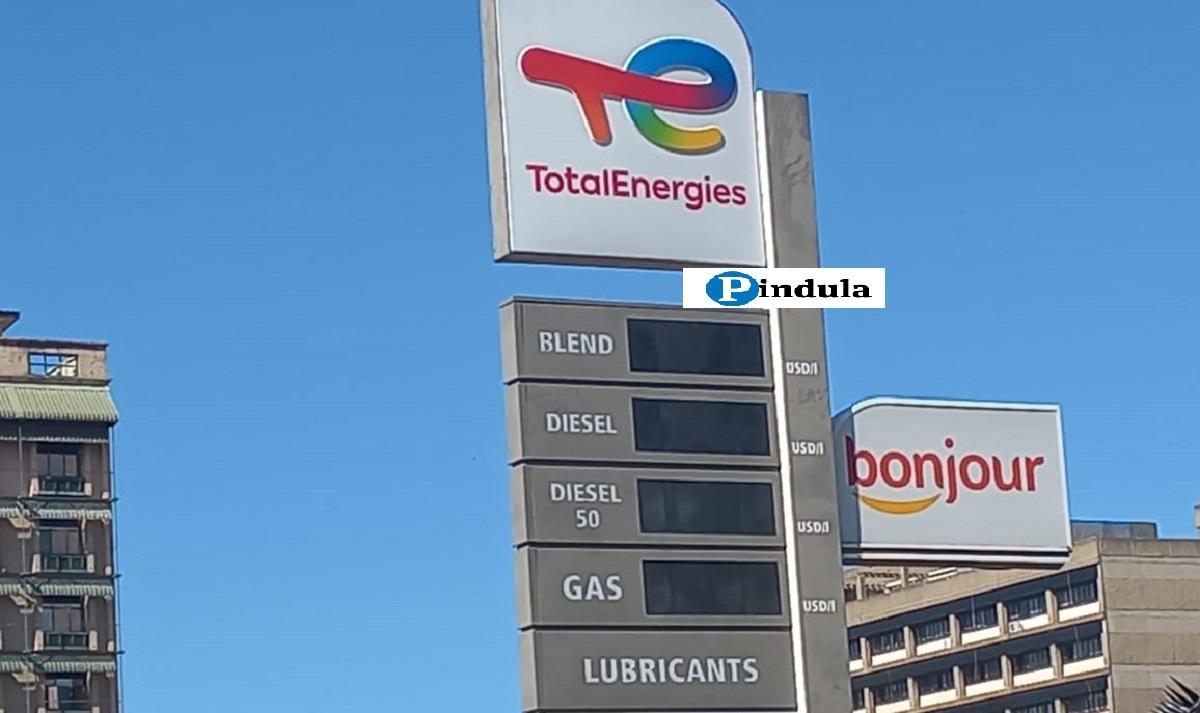 TotalEnergies
Pindula
BLEND
USD/l
DIESEL
USD/l
DIESEL
50
USD/l
GAS
USD/l
LUBRICANTS
bonjour